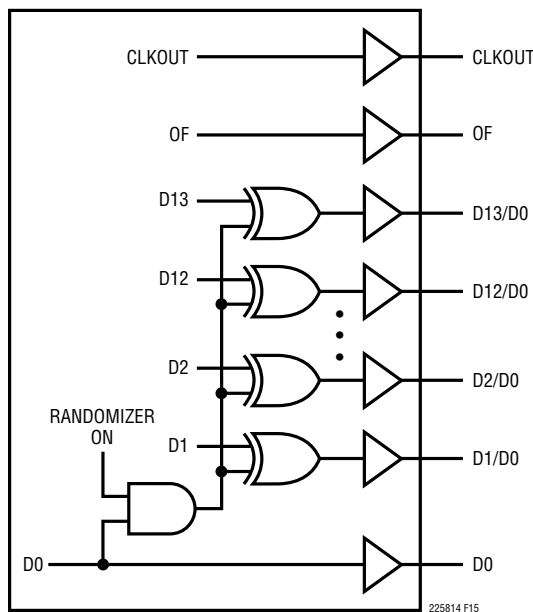 CLKOUT CLKOUT
OF OF
D13 D13/D0
D12 D12/D0
D2 D2/D0
RANDOMIZER
ON
D1 D1/D0
D0 D0
225814 F15